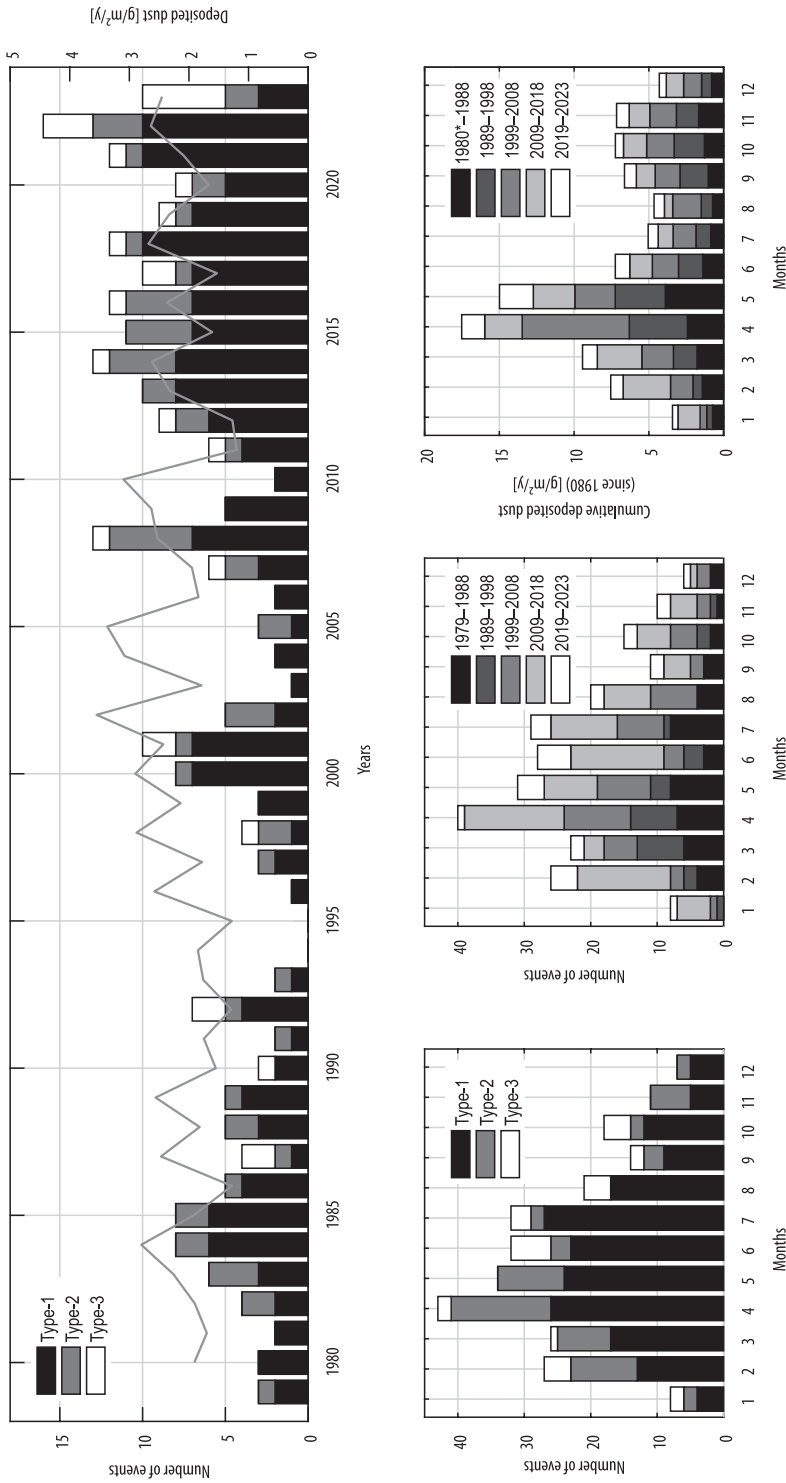 Number of events
15
10
5
0
Type-1
Type-2
Type-3
Deposited dust [g/m²/y]
5
4
3
2
1
0
1980
1985
1990
1995
2000
2005
2010
2015
2020
Years
Number of events
40
30
20
10
0
Type-1
Type-2
Type-3
1 2 3 4 5 6 7 8 9 10 11 12
Months
Number of events
40
20
0
1979–1988
1989–1998
1999–2008
2009–2018
2019–2023
1 2 3 4 5 6 7 8 9 10 11 12
Months
Cumulative deposited dust
(since 1980) [g/m²/y]
20
15
10
5
0
1980*–1988
1989–1998
1999–2008
2009–2018
2019–2023
1 2 3 4 5 6 7 8 9 10 11 12
Months